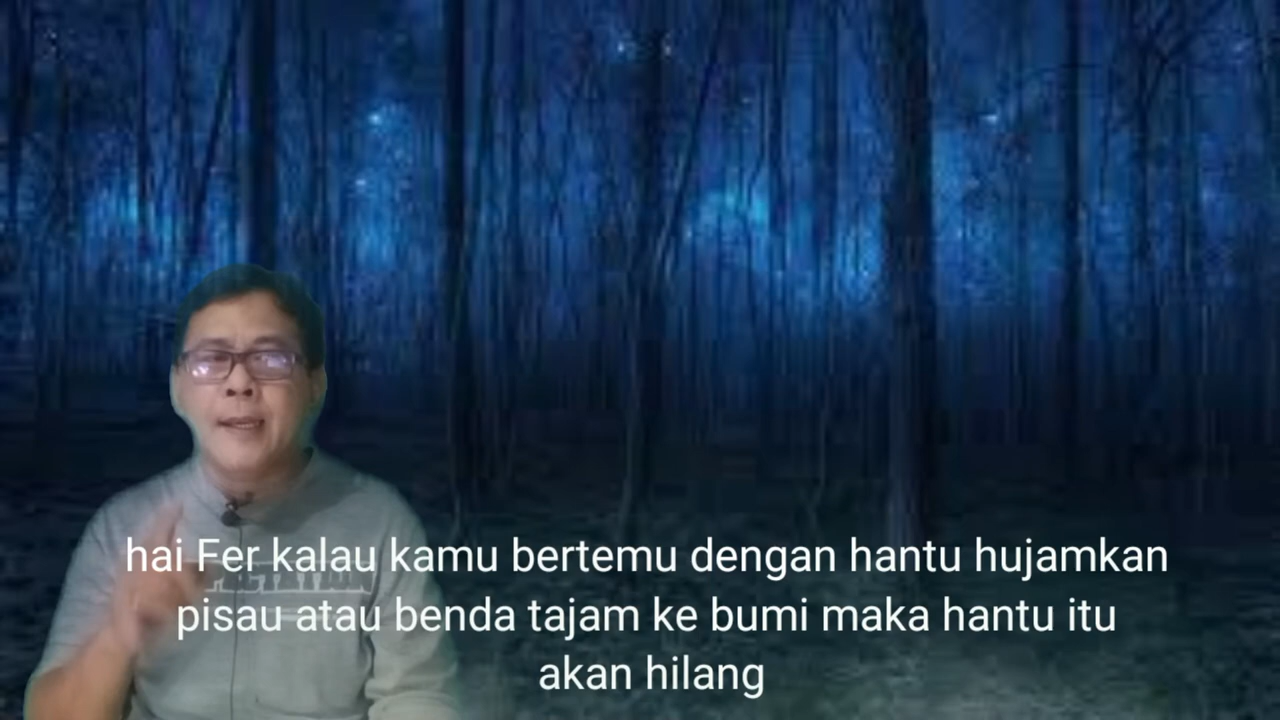 hai Fer kalau kamu bertemu dengan hantu hujamkan
pisau atau benda tajam ke bumi maka hantu itu
akan hilang